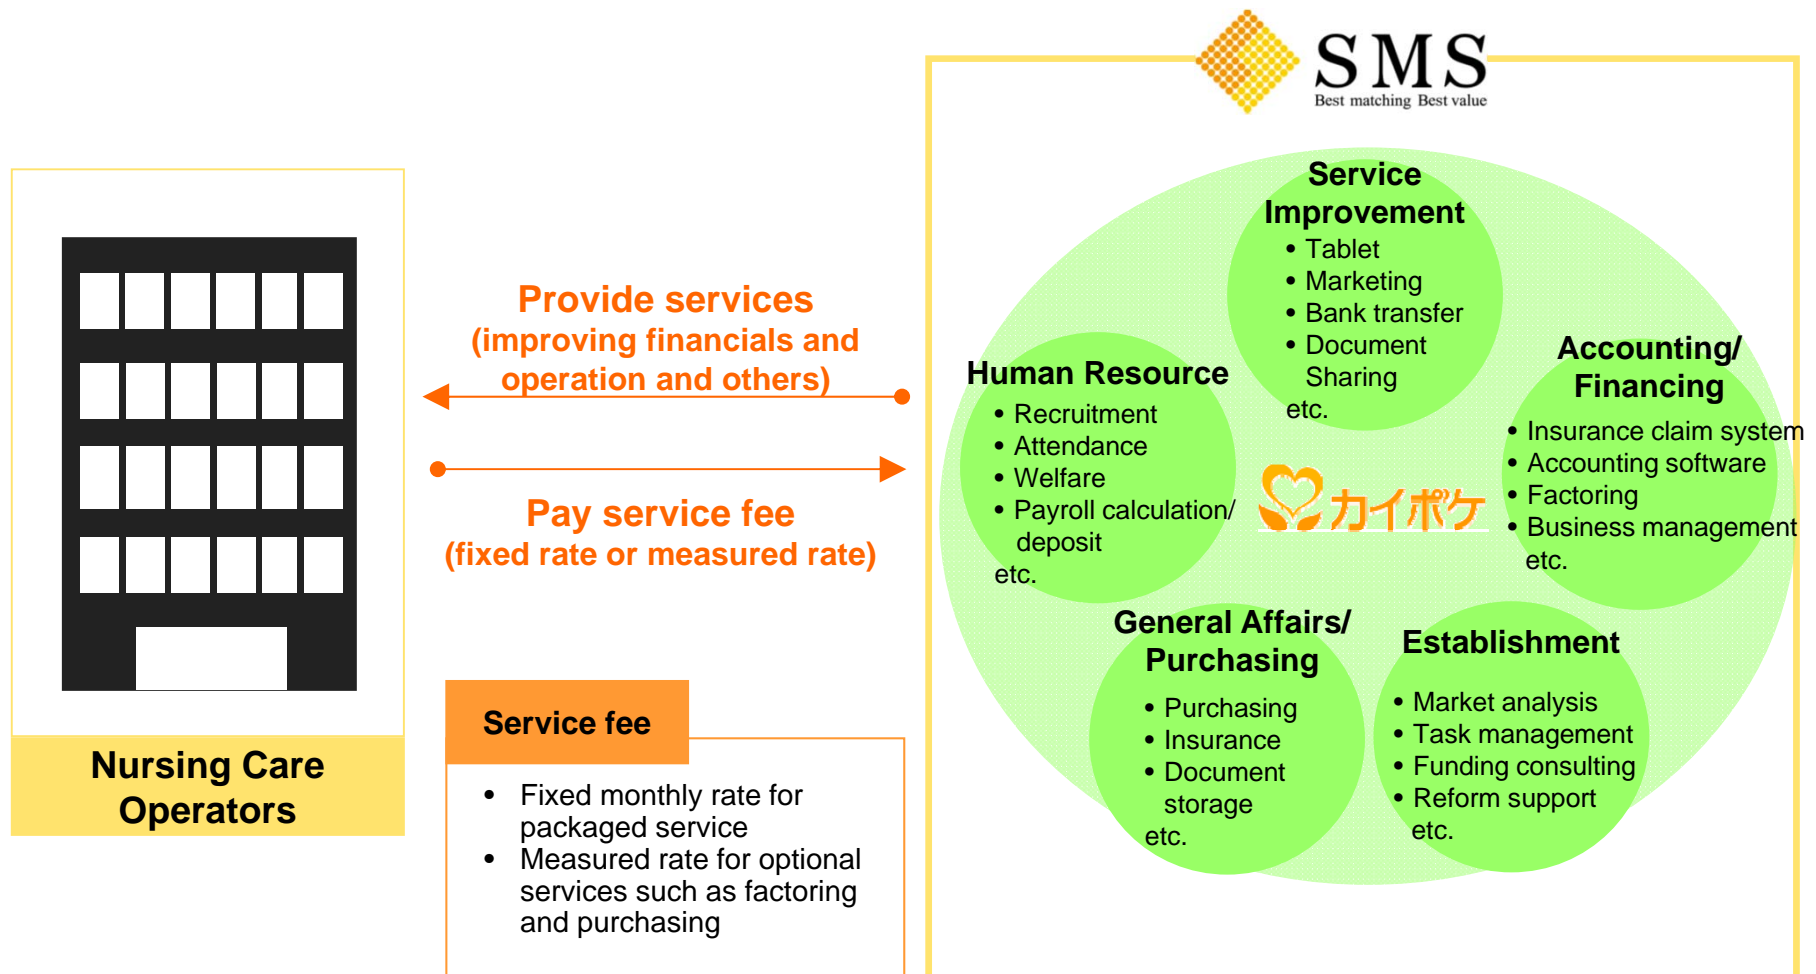 SMS
Best matching Best value
Nursing Care
Operators
Provide services
(improving financials and
operation and others)
Pay service fee
(fixed rate or measured rate)
Service fee
• Fixed monthly rate for
packaged service
• Measured rate for optional
services such as factoring
and purchasing
Service
Improvement
• Tablet
• Marketing
• Bank transfer
• Document
Sharing
etc.
Human Resource
• Recruitment
• Attendance
• Welfare
• Payroll calculation/
deposit
etc.
カイポケ
Accounting/
Financing
• Insurance claim system
• Accounting software
• Factoring
• Business management
etc.
General Affairs/
Purchasing
• Purchasing
• Insurance
• Document
storage
etc.
Establishment
• Market analysis
• Task management
• Funding consulting
• Reform support
etc.